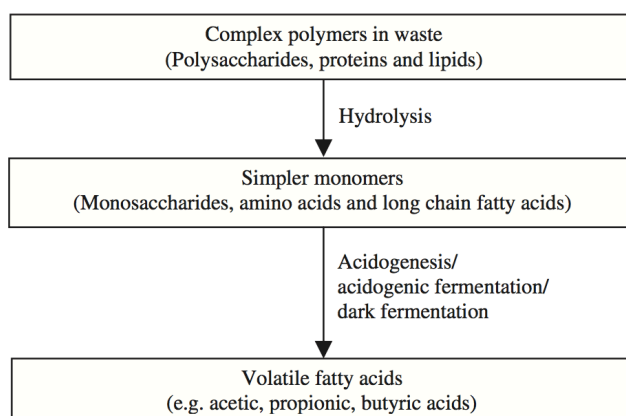 Complex polymers in waste
(Polysaccharides, proteins and lipids)
Hydrolysis
Simpler monomers
(Monosaccharides, amino acids and long chain fatty acids)
Acidogenesis/
acidogenic fermentation/
dark fermentation
Volatile fatty acids
(e.g. acetic, propionic, butyric acids)